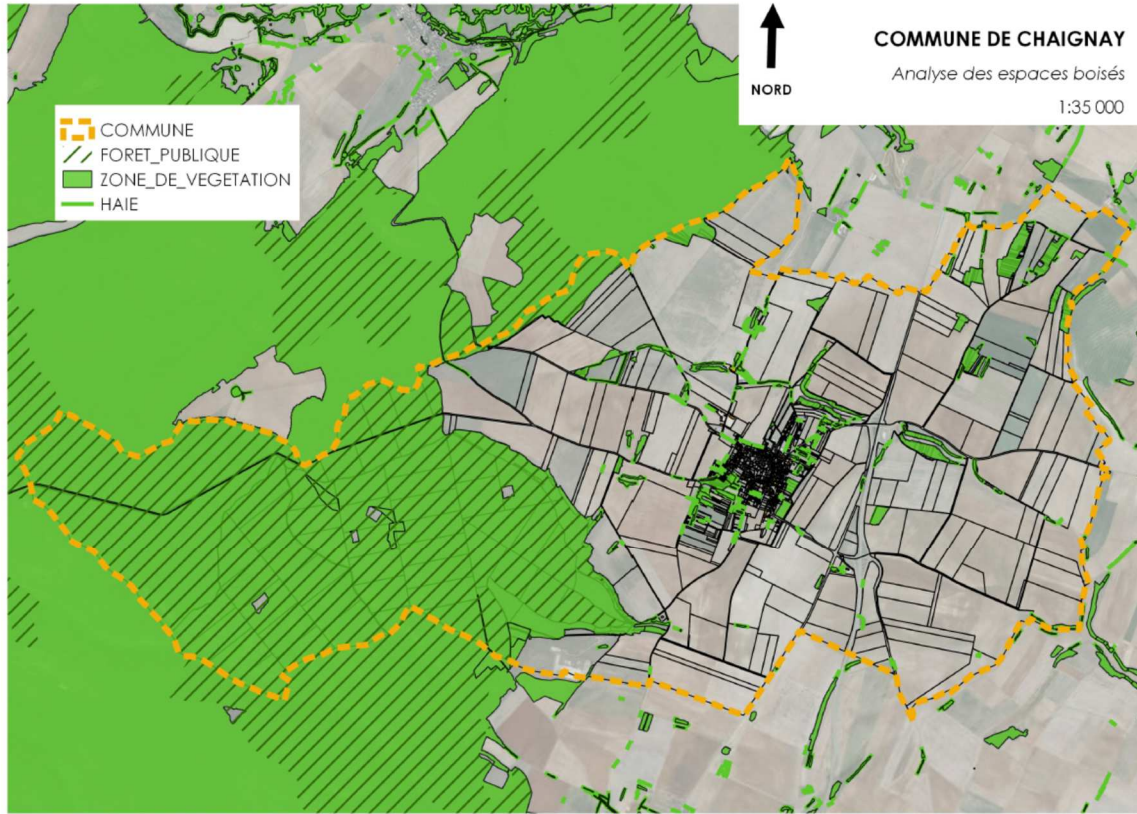 COMMUNE DE CHAIGNAY
Analyse des espaces boisés
1:35 000
NORD
COMMUNE
FORET_PUBLIQUE
ZONE_DE_VEGETATION
HAIE